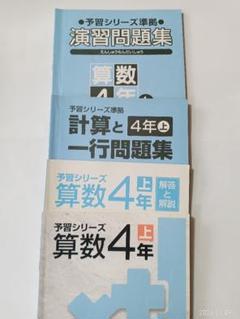 ●予習シリーズ準拠●
演習問題集
えんしゅうもんだいしゅう
算数
4年上
予習シリーズ準拠
計算と 4年上
一行問題集
予習シリーズ
算数4年 上 解答と解説
予習シリーズ
算数4年 上